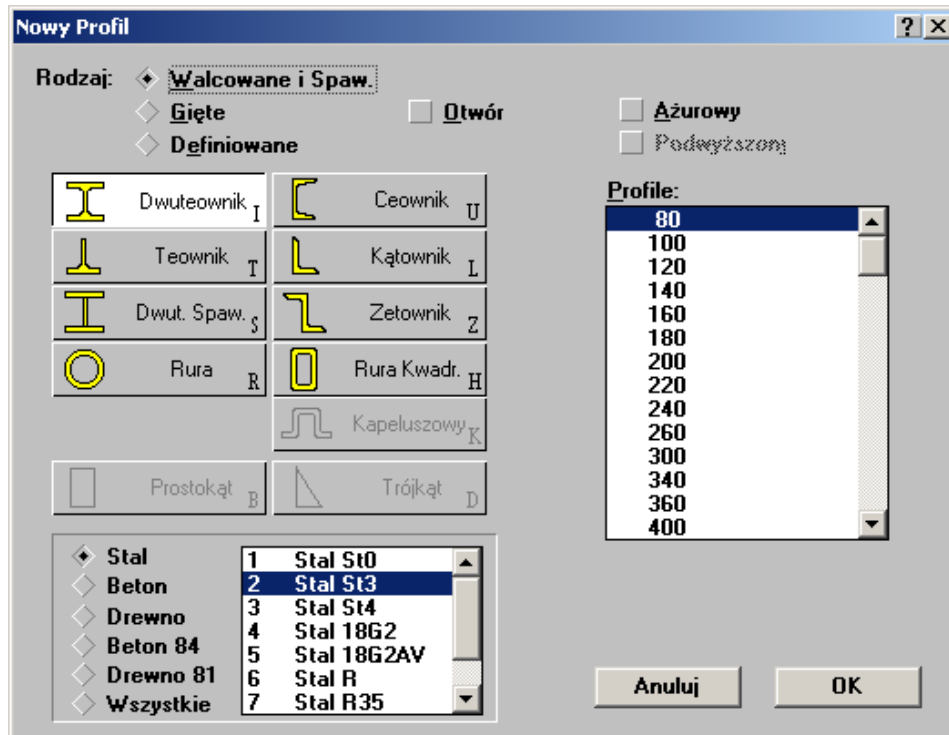 Nowy Profil
? X
Rodzaj: Walcowane i Spaw.
Gięte Otwór Ażurowy
Definiowane Podwyższony
Dwuteownik I Ceownik U
Teownik T Kątownik L
Dwut. Spaw. S Zetownik Z
Rura R Rura Kwadr. H
Kapeluszowy K
Prostokąt B Trójkąt D
Profile:
80
100
120
140
160
180
200
220
240
260
300
340
360
400
Stal
Beton
Drewno
Beton 84
Drewno 81
Wszystkie
1 Stal St0
2 Stal St3
3 Stal St4
4 Stal 18G2
5 Stal 18G2AV
6 Stal R
7 Stal R35
Anuluj OK